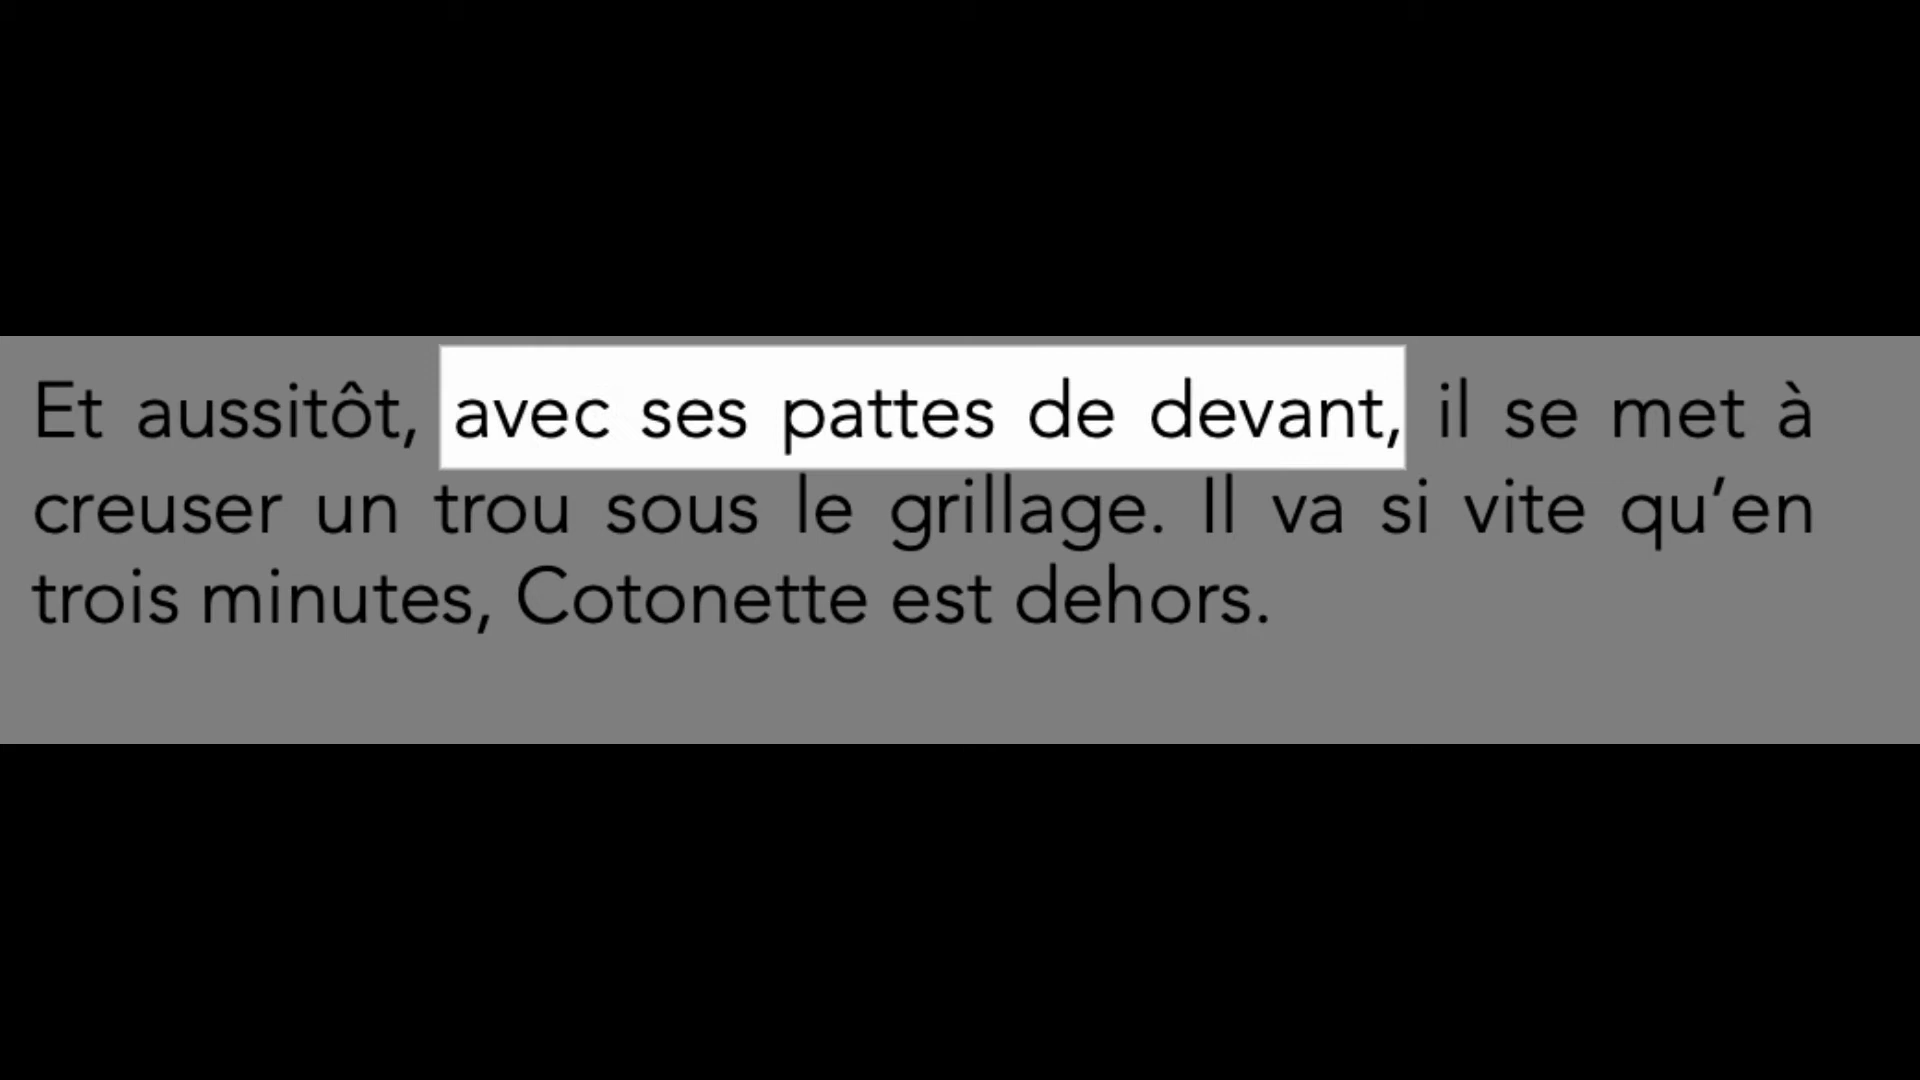 Et aussitôt, avec ses pattes de devant, il se met à
creuser un trou sous le grillage. Il va si vite qu’en
trois minutes, Cotonette est dehors.